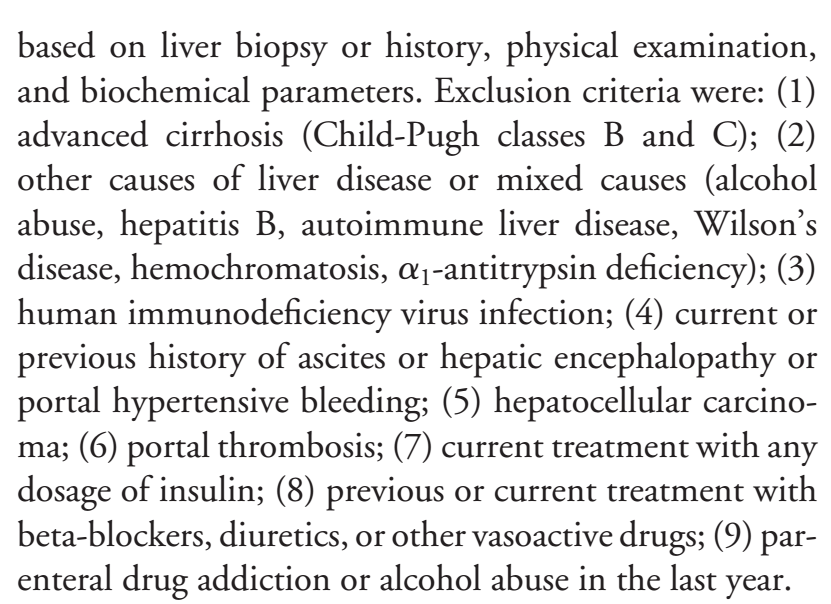 based on liver biopsy or history, physical examination,
and biochemical parameters. Exclusion criteria were: (1)
advanced cirrhosis (Child-Pugh classes B and C); (2)
other causes of liver disease or mixed causes (alcohol
abuse, hepatitis B, autoimmune liver disease, Wilson’s
disease, hemochromatosis, α₁-antitrypsin deficiency); (3)
human immunodeficiency virus infection; (4) current or
previous history of ascites or hepatic encephalopathy or
portal hypertensive bleeding; (5) hepatocellular carcino-
ma; (6) portal thrombosis; (7) current treatment with any
dosage of insulin; (8) previous or current treatment with
beta-blockers, diuretics, or other vasoactive drugs; (9) par-
enteral drug addiction or alcohol abuse in the last year.